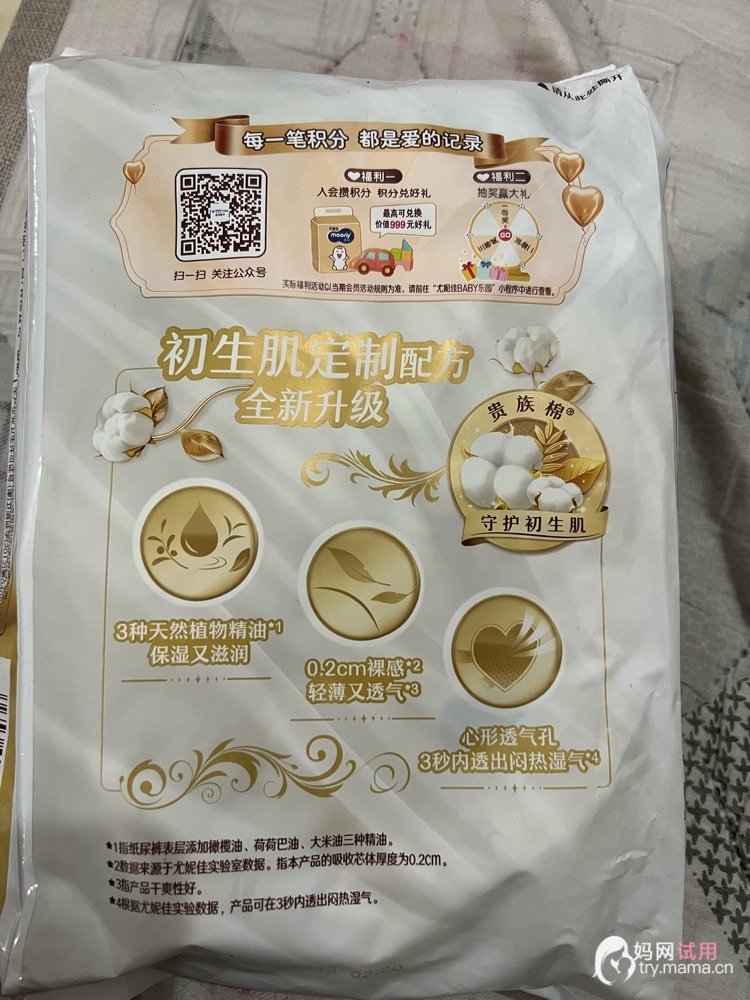 请从此处撕开
每一笔积分 都是爱的记录
福利一
入会攒积分 积分兑好礼
最高可兑换
价值999元好礼
moony
福利二
抽奖赢大礼
一等奖
GO
扫一扫 关注公众号
实际福利活动以当期会员活动规则为准,请前往“尤妮佳BABY乐园”小程序中进行查看。
初生肌定制配方
全新升级
贵族棉®
守护初生肌
3种天然植物精油*1
保湿又滋润
0.2cm裸感*2
轻薄又透气*3
心形透气孔
3秒内透出闷热湿气*4
*1指纸尿裤表层添加橄榄油、荷荷巴油、大米油三种精油。
*2数据来源于尤妮佳实验室数据。指本产品的吸收芯体厚度为0.2cm。
*3指产品干爽性好。
*4根据尤妮佳实验数据,产品可在3秒内透出闷热湿气。
妈网试用
try.mama.cn